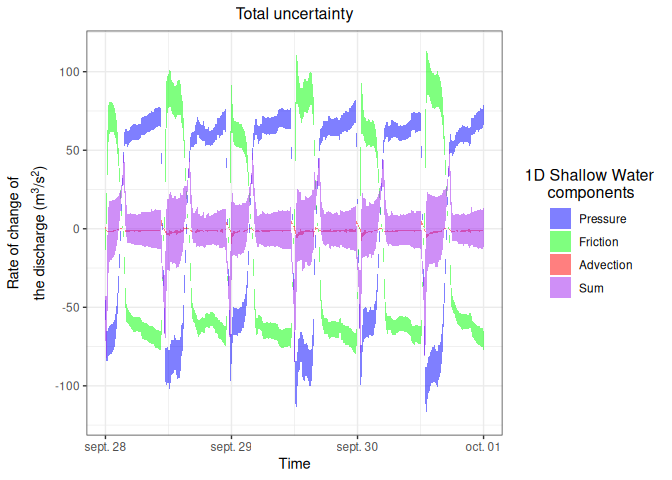 Total uncertainty
Rate of change of
the discharge (m³/s²)
100
50
0
-50
-100
sept. 28
sept. 29
sept. 30
oct. 01
Time
1D Shallow Water
components
Pressure
Friction
Advection
Sum